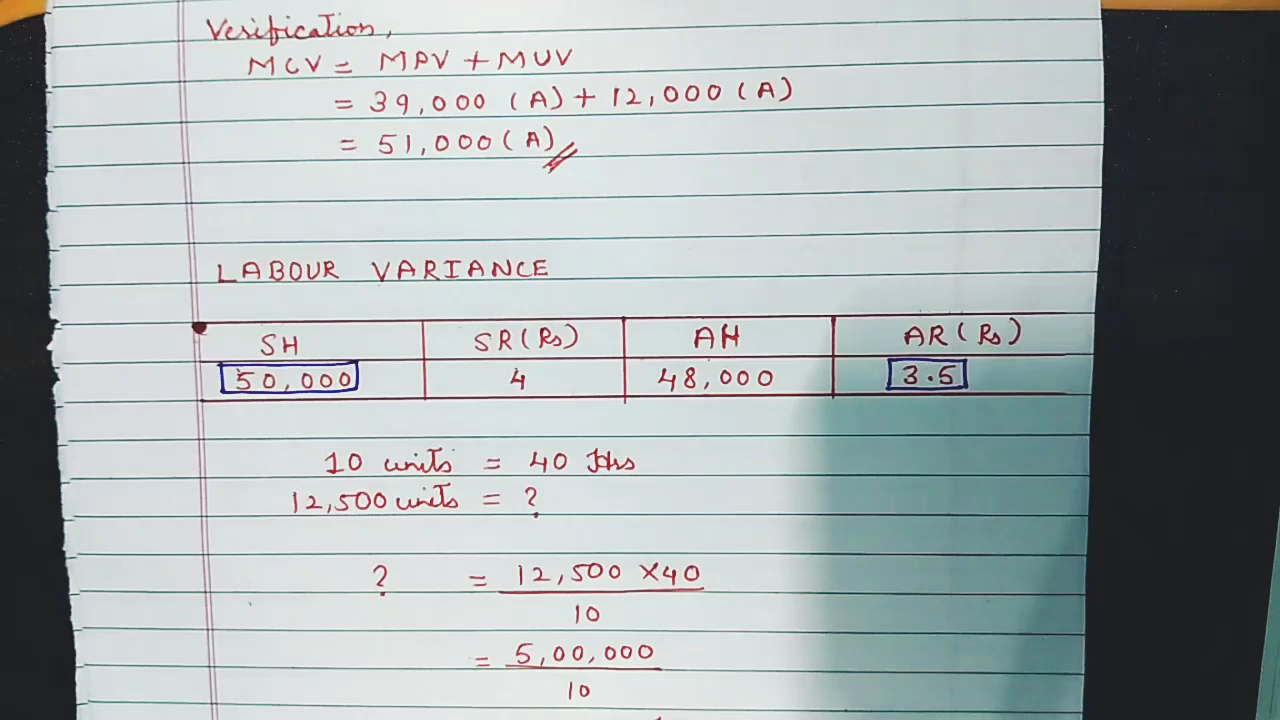 Verification,
MCV = MPV + MUV
= 39,000 (A) + 12,000 (A)
= 51,000 (A)
LABOUR VARIANCE
SH SR (Rs) AH AR (Rs)
50,000 4 48,000 3.5
10 units = 40 Hrs
12,500 units = ?
? = 12,500 X 40
10
= 5,00,000
10